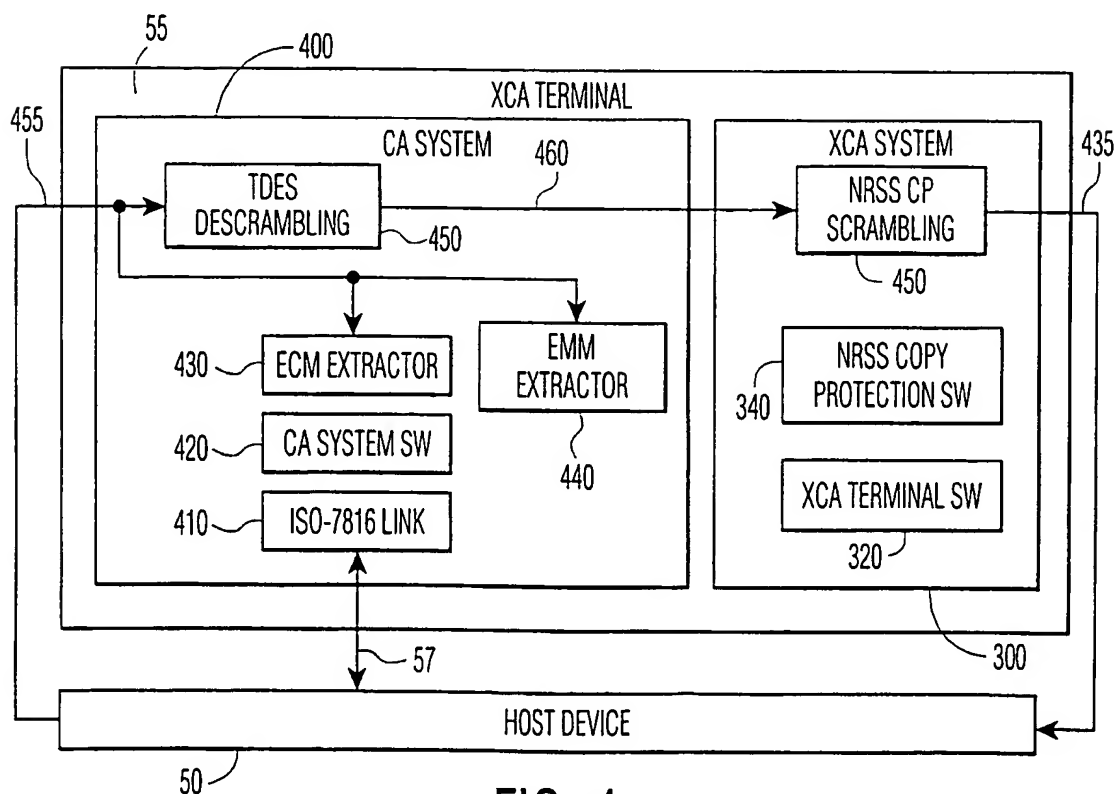 55
400
XCA TERMINAL
455
CA SYSTEM
XCA SYSTEM
435
460
TDES
DESCRAMBLING
450
NRSS CP
SCRAMBLING
450
430
ECM EXTRACTOR
EMM
EXTRACTOR
440
340
NRSS COPY
PROTECTION SW
420
CA SYSTEM SW
410
ISO-7816 LINK
XCA TERMINAL SW
320
57
300
HOST DEVICE
50